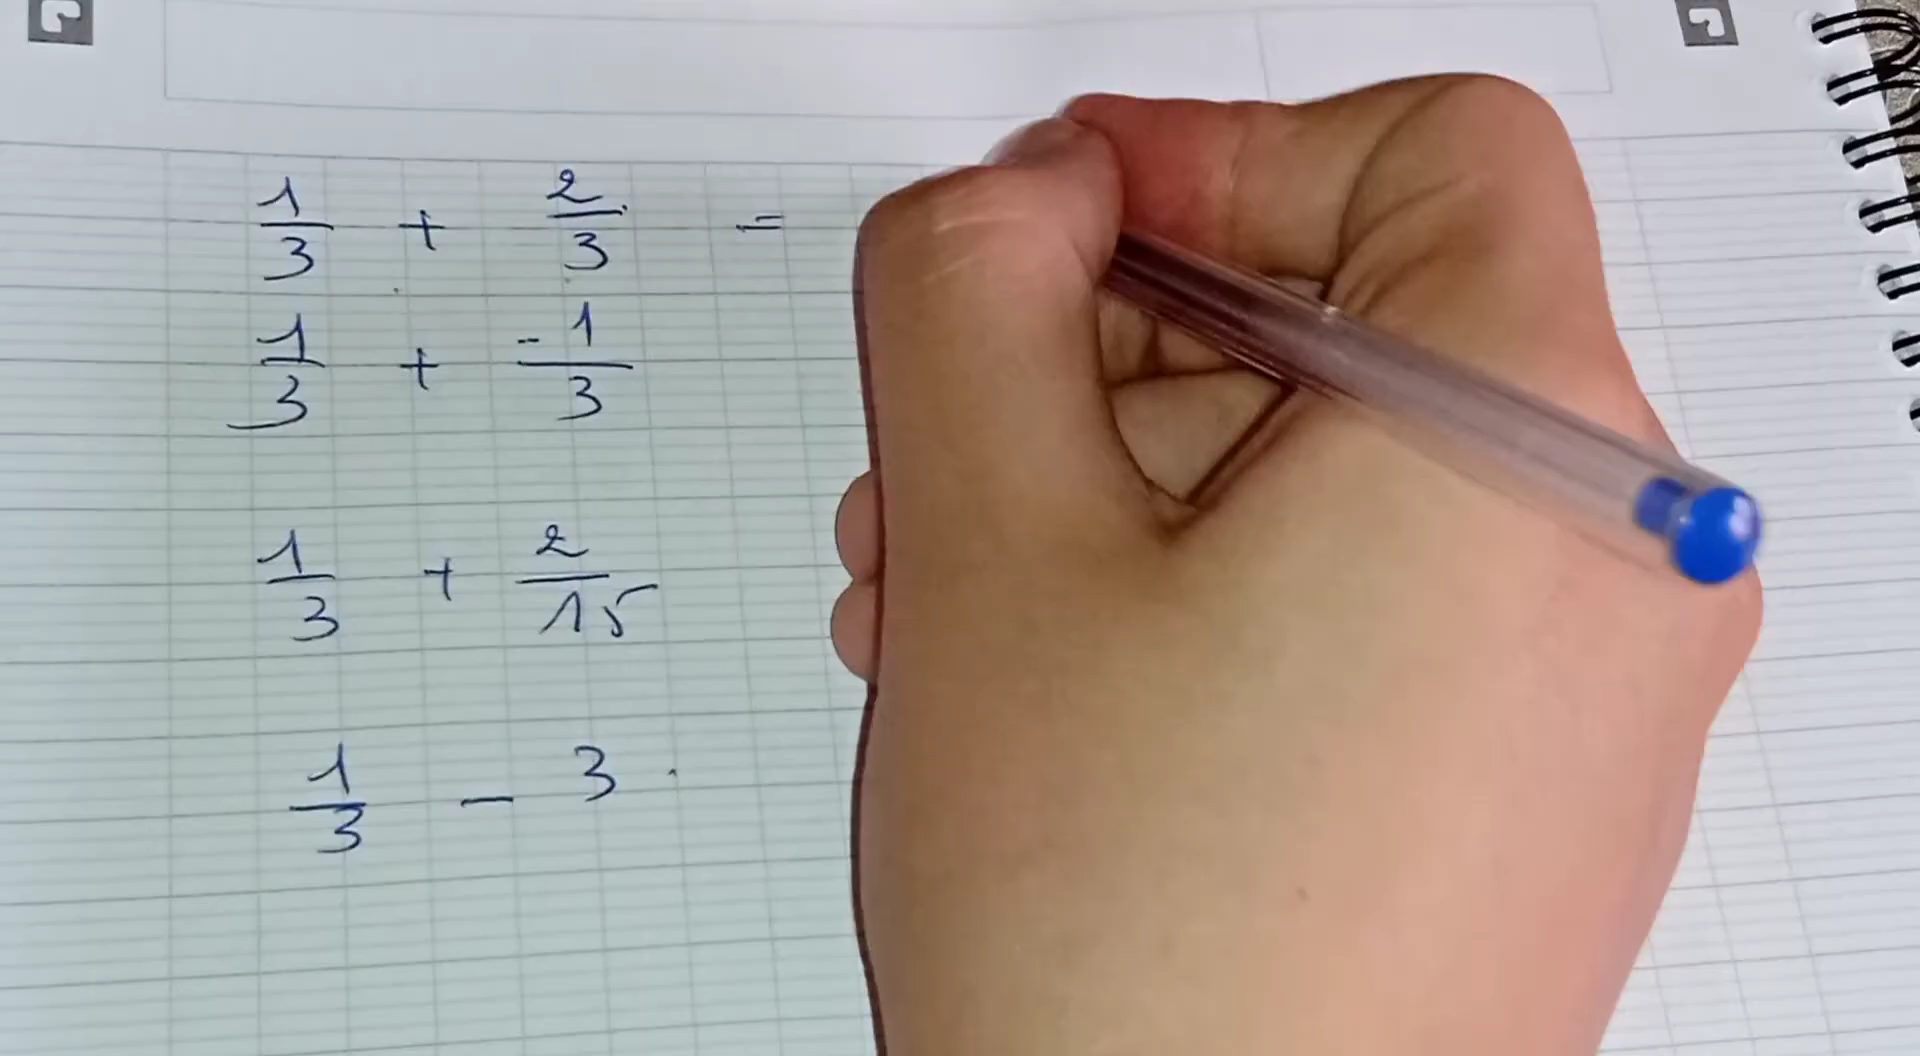 1/3 + 2/3 =
1/3 + -1/3
1/3 + 2/15
1/3 - 3